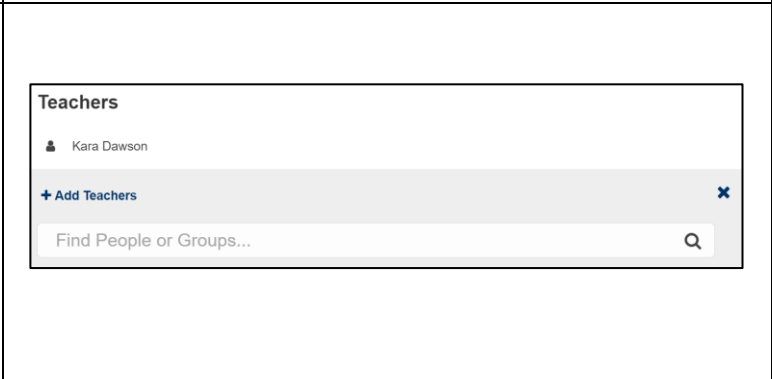 Teachers
Kara Dawson
+ Add Teachers
Find People or Groups...